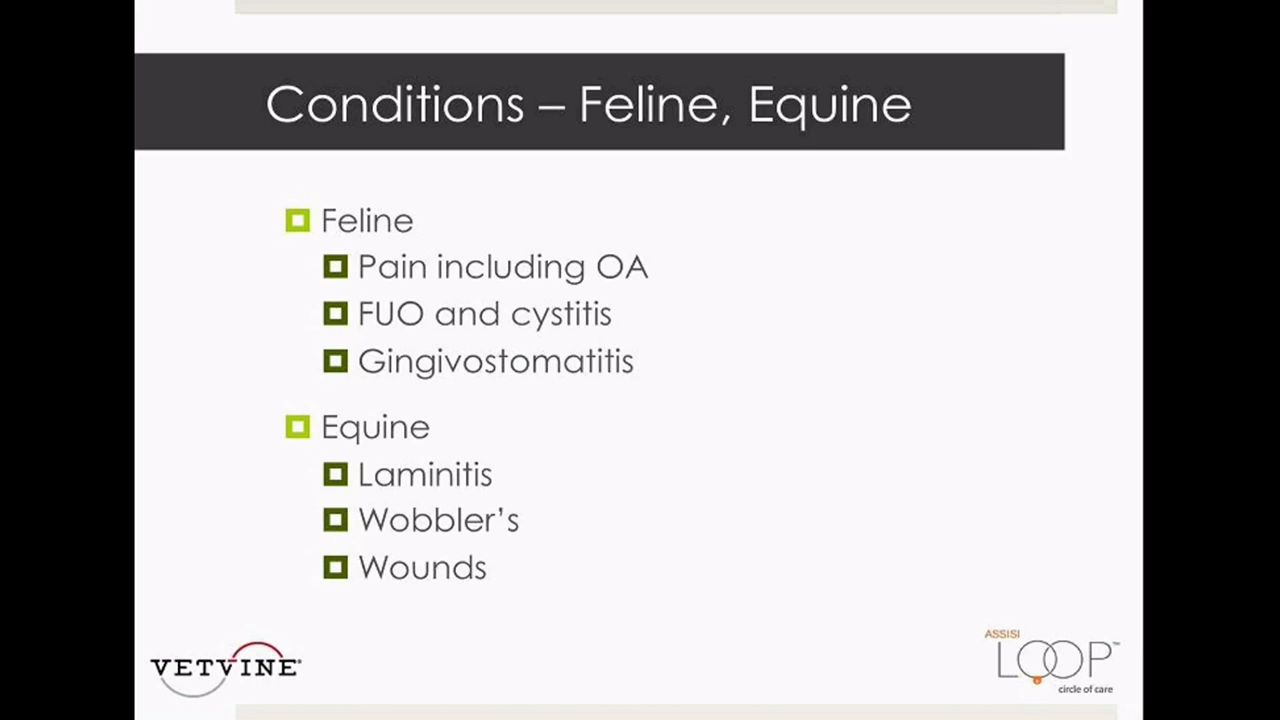 Conditions – Feline, Equine
Feline
Pain including OA
FUO and cystitis
Gingivostomatitis
Equine
Laminitis
Wobbler’s
Wounds
VETVINE®
ASSISI
LOOP™
circle of care